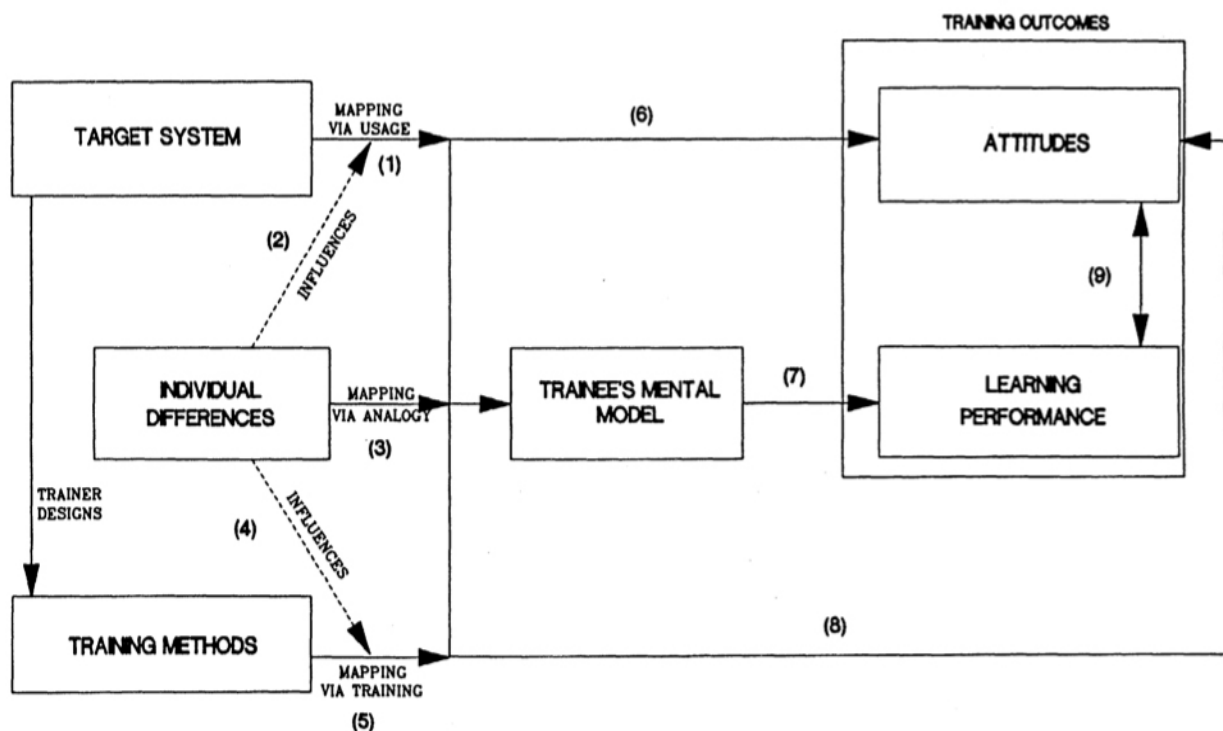 TRAINING OUTCOMES
TARGET SYSTEM
MAPPING
VIA USAGE
(1)
(6)
ATTITUDES
(2)
INFLUENCES
(9)
INDIVIDUAL
DIFFERENCES
MAPPING
VIA ANALOGY
(3)
TRAINEE'S MENTAL
MODEL
(7)
LEARNING
PERFORMANCE
TRAINER
DESIGNS
(4)
INFLUENCES
TRAINING METHODS
MAPPING
VIA TRAINING
(5)
(8)